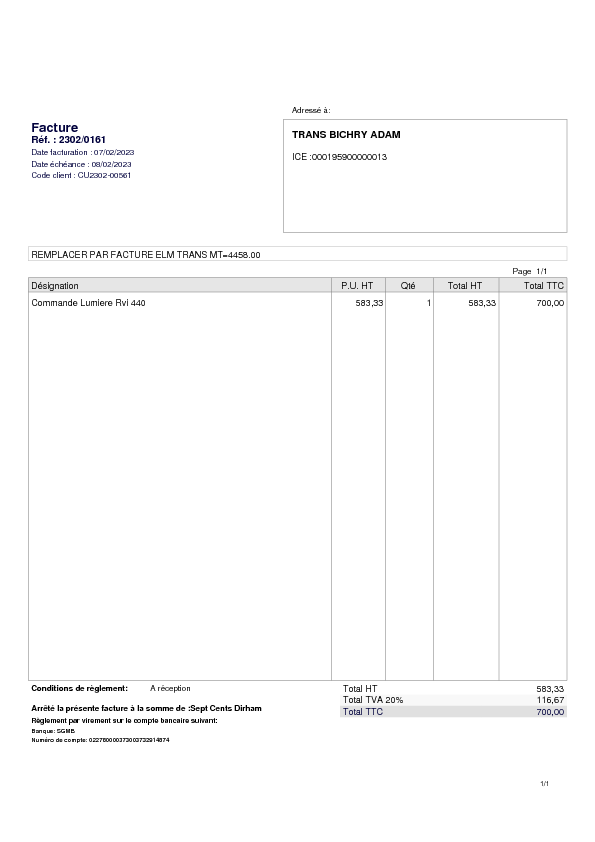 Adressé à:
Facture
Réf. : 2302/0161
Date facturation : 07/02/2023
Date échéance : 08/02/2023
Code client : CU2302-00561
TRANS BICHRY ADAM
ICE :000195900000013
REMPLACER PAR FACTURE ELM TRANS MT=4458.00
Page 1/1
Désignation P.U. HT Qté Total HT Total TTC
Commande Lumiere Rvi 440 583,33 1 583,33 700,00
Conditions de règlement: A réception
Total HT 583,33
Total TVA 20% 116,67
Total TTC 700,00
Arrêté la présente facture à la somme de :Sept Cents Dirham
Règlement par virement sur le compte bancaire suivant:
Banque: SGMB
Numéro de compte:
1/1